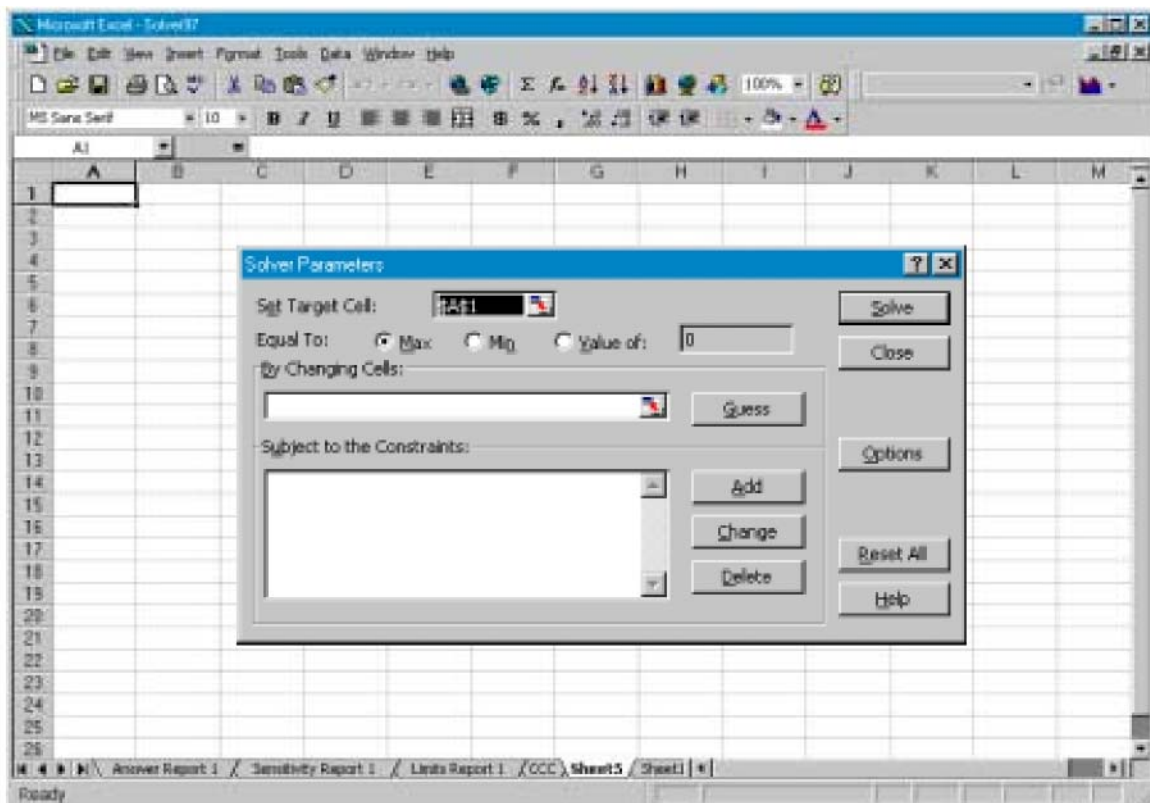 Microsoft Excel - Solver97
File Edit View Insert Format Tools Data Window Help
100%
MS Sans Serif 10 B I U $ % ,
A1 =
A B C D E F G H I J K L M
1
2
3
4
5
6
7
8
9
10
11
12
13
14
15
16
17
18
19
20
21
22
23
24
25
26
Solver Parameters
Set Target Cell: $A$1
Solve
Equal To: Max Min Value of: 0
Close
By Changing Cells:
Guess
Subject to the Constraints:
Options
Add
Change
Reset All
Delete
Help
Answer Report 1 / Sensitivity Report 1 / Limits Report 1 / CCC \ Sheet5 / Sheet1
Ready